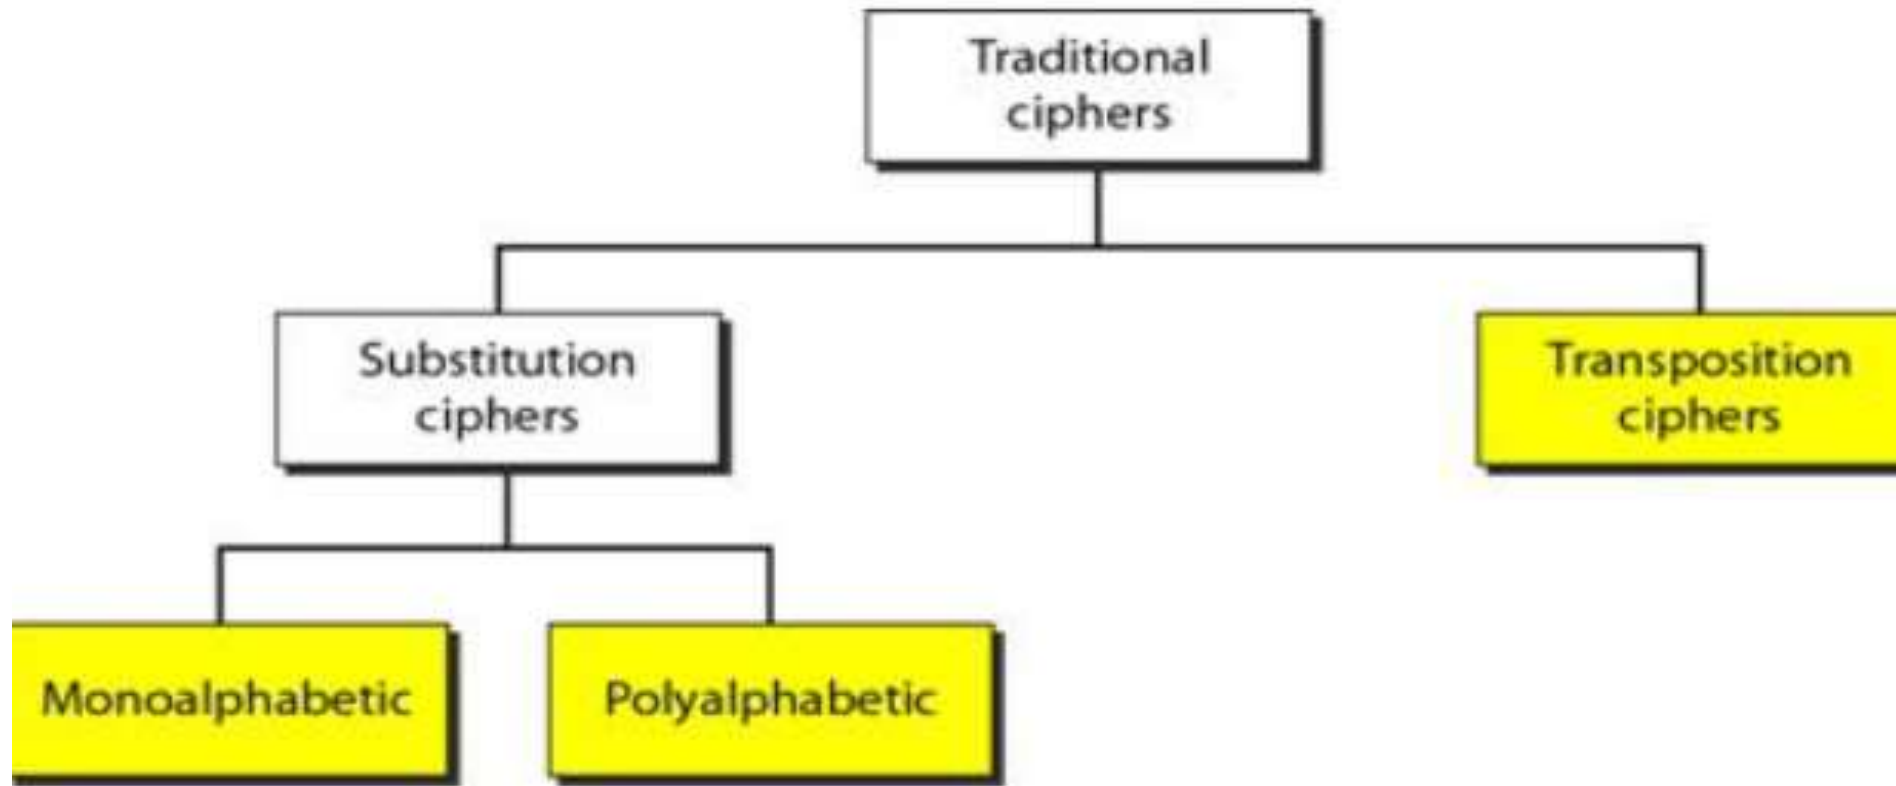 Traditional
ciphers
Substitution
ciphers
Transposition
ciphers
Monoalphabetic
Polyalphabetic